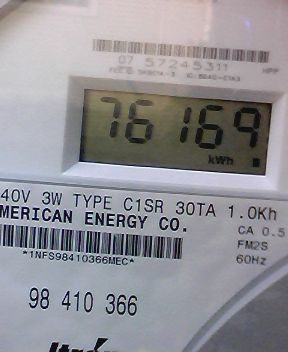 07 57245311
76169
kWh
40V 3W TYPE C1SR 30TA 1.0Kh
MERICAN ENERGY CO.
CA 0.5
FM2S
*1NFS98410366MEC*
60Hz
98 410 366
Itron